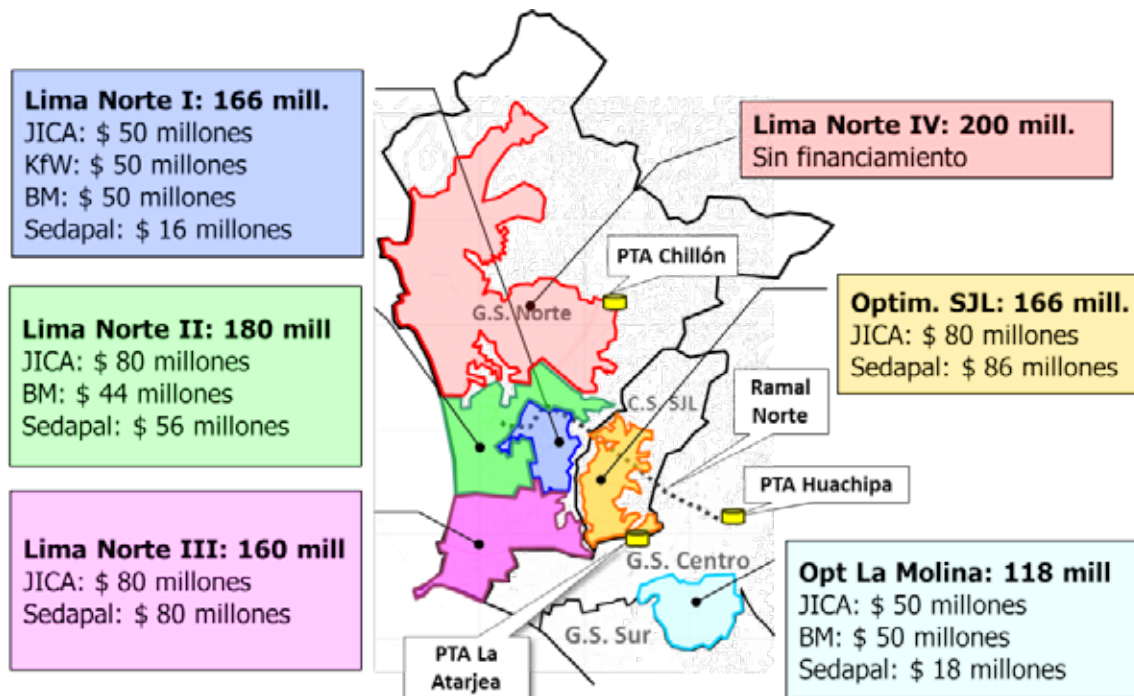 Lima Norte I: 166 mill.
JICA: $ 50 millones
KfW: $ 50 millones
BM: $ 50 millones
Sedapal: $ 16 millones
Lima Norte II: 180 mill
JICA: $ 80 millones
BM: $ 44 millones
Sedapal: $ 56 millones
Lima Norte III: 160 mill
JICA: $ 80 millones
Sedapal: $ 80 millones
Lima Norte IV: 200 mill.
Sin financiamiento
PTA Chillón
G.S. Norte
Optim. SJL: 166 mill.
JICA: $ 80 millones
Sedapal: $ 86 millones
C.S. SJL
Ramal
Norte
PTA Huachipa
G.S. Centro
G.S. Sur
PTA La
Atarjea
Opt La Molina: 118 mill
JICA: $ 50 millones
BM: $ 50 millones
Sedapal: $ 18 millones